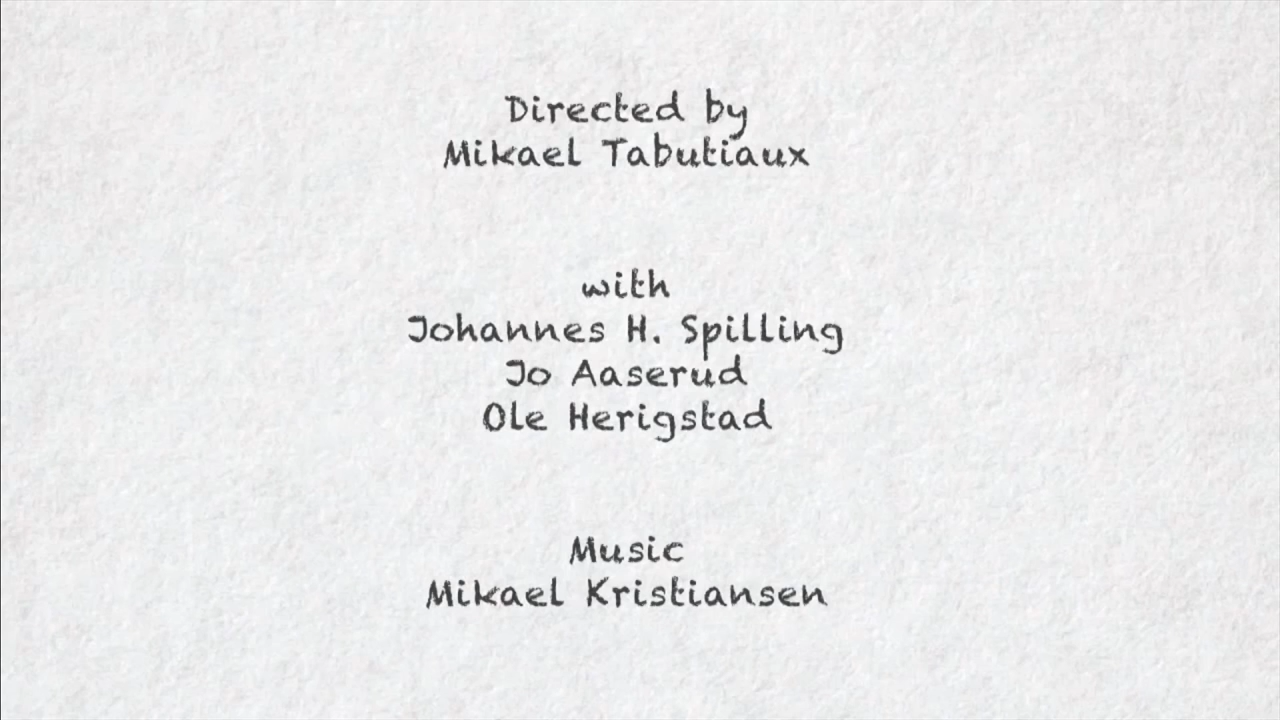 Directed by
Mikael Tabutiaux
with
Johannes H. Spilling
Jo Aaserud
Ole Herigstad
Music
Mikael Kristiansen